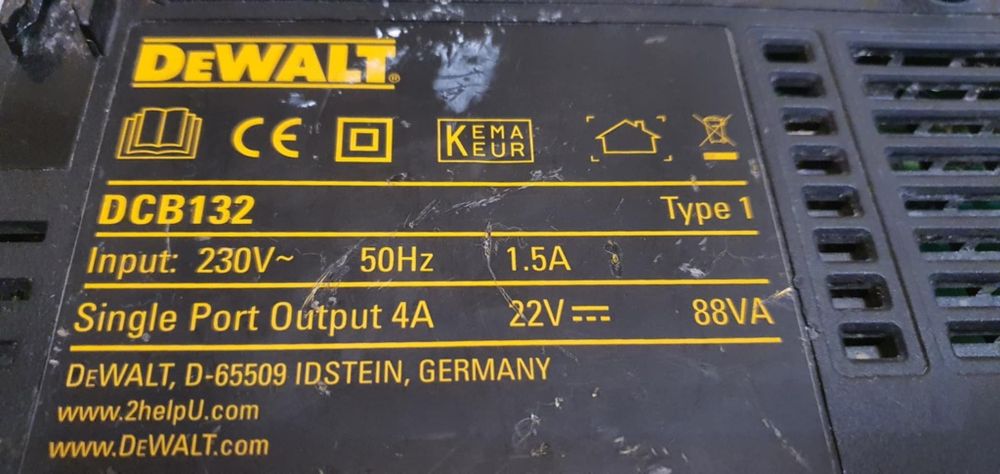 DEWALT®
CE KEMA KEUR
DCB132 Type 1
Input: 230V~ 50Hz 1.5A
Single Port Output 4A 22V⎓ 88VA
DEWALT, D-65509 IDSTEIN, GERMANY
www.2helpU.com
www.DEWALT.com